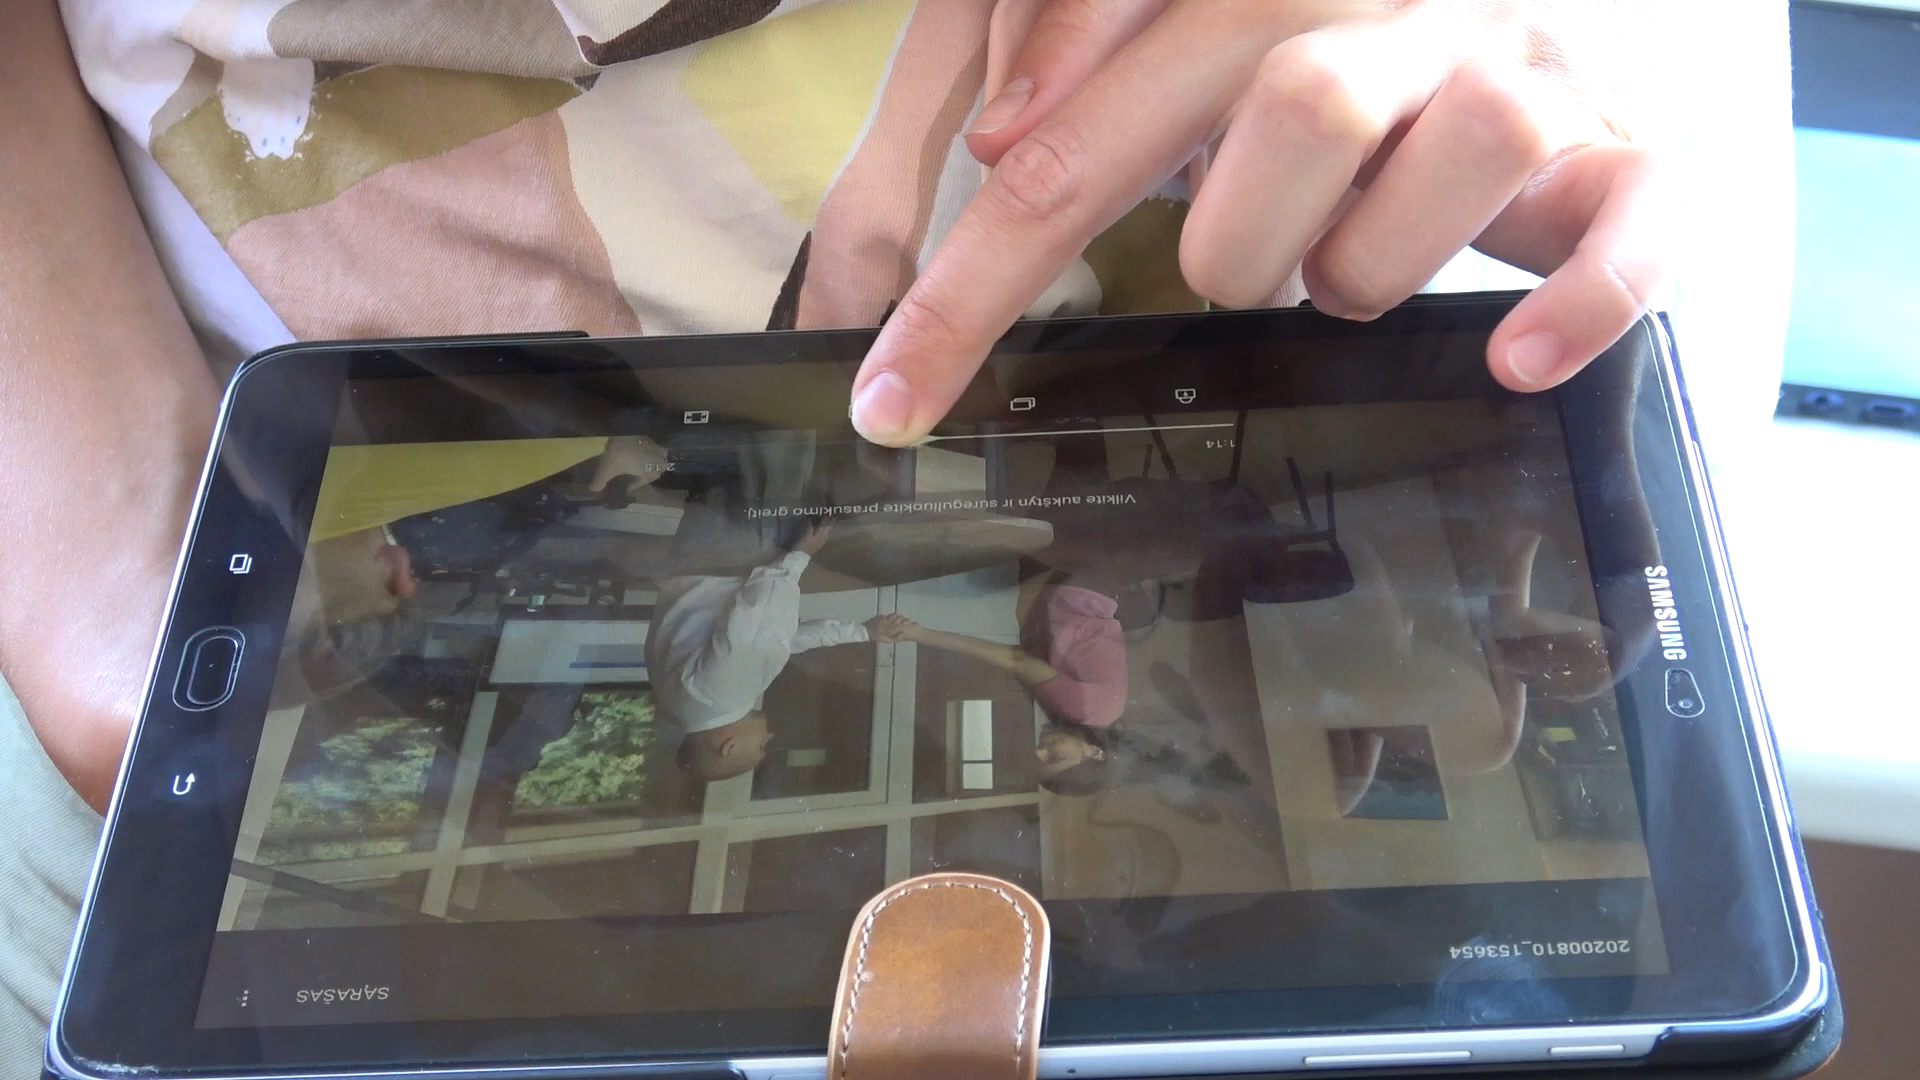 SAMSUNG
20200810_153654
SĄRAŠAS
Vilkite aukštyn ir sureguliuokite prasukimo greitį.
1:14
2:15